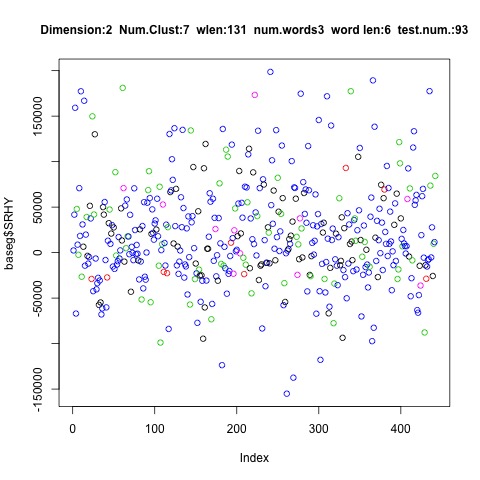 Dimension:2 Num.Clust:7 wlen:131 num.words3 word len:6 test.num.:93
baseg$SRHY
150000
50000
0
-50000
-150000
0 100 200 300 400
Index